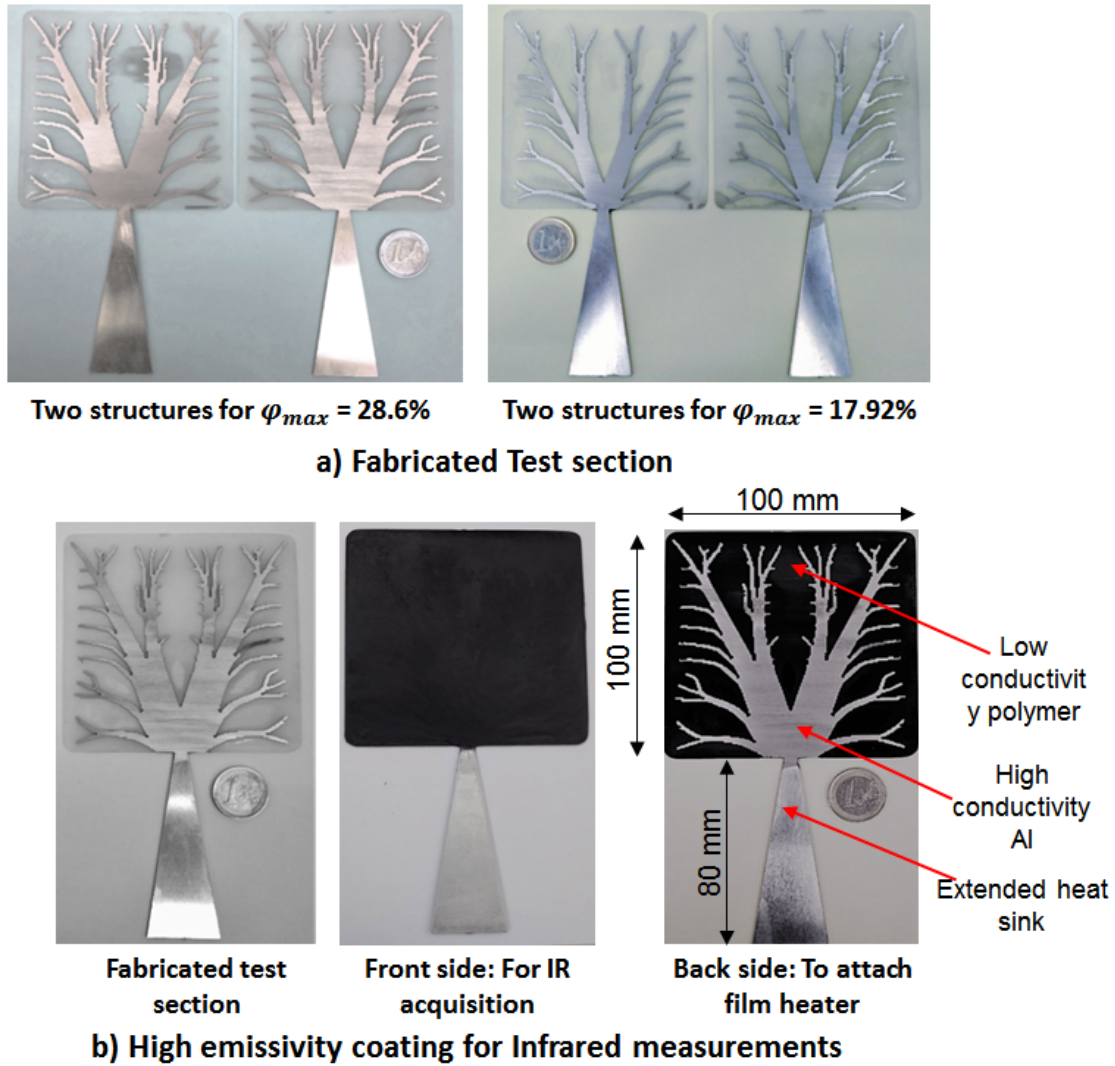 Two structures for φmax = 28.6%
Two structures for φmax = 17.92%
a) Fabricated Test section
100 mm
100 mm
80 mm
Low
conductivit
y polymer
High
conductivity
Al
Extended heat
sink
Fabricated test
section
Front side: For IR
acquisition
Back side: To attach
film heater
b) High emissivity coating for Infrared measurements